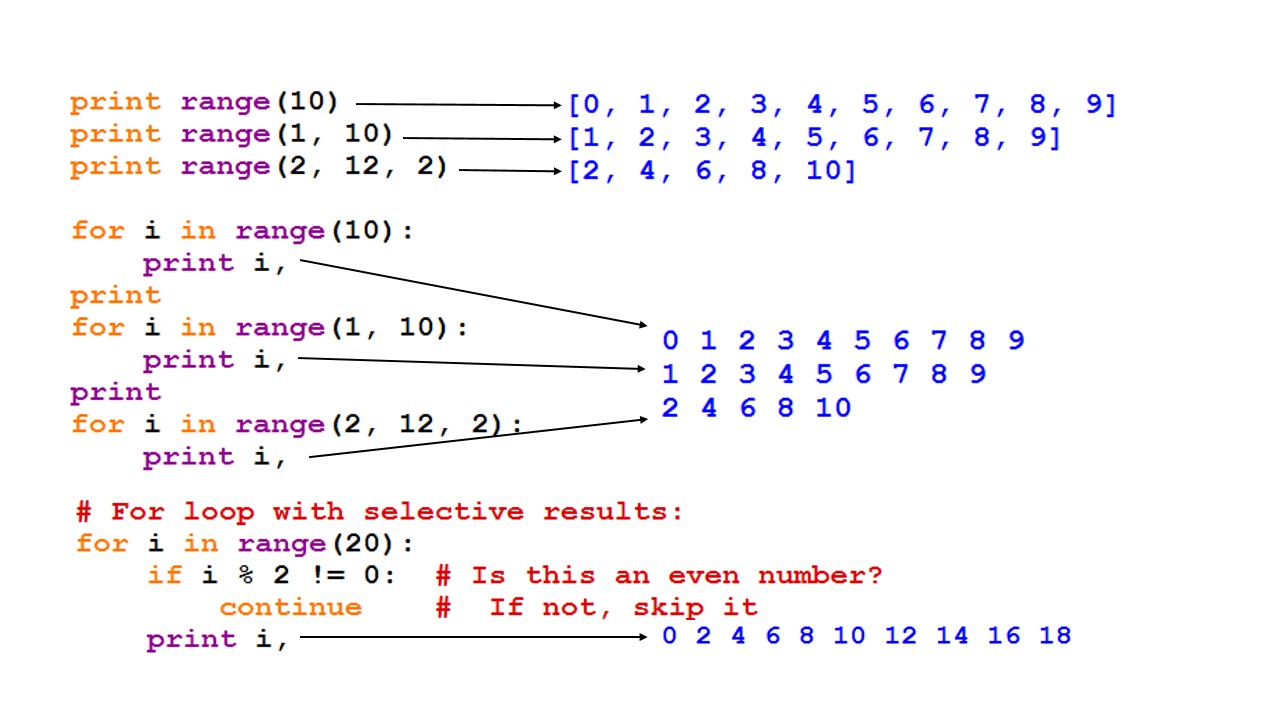 print range(10) [0, 1, 2, 3, 4, 5, 6, 7, 8, 9]
print range(1, 10) [1, 2, 3, 4, 5, 6, 7, 8, 9]
print range(2, 12, 2) [2, 4, 6, 8, 10]
for i in range(10):
    print i,
print
for i in range(1, 10):
    print i,
print
for i in range(2, 12, 2):
    print i,
0 1 2 3 4 5 6 7 8 9
1 2 3 4 5 6 7 8 9
2 4 6 8 10
# For loop with selective results:
for i in range(20):
    if i % 2 != 0:  # Is this an even number?
        continue    #  If not, skip it
    print i, 0 2 4 6 8 10 12 14 16 18